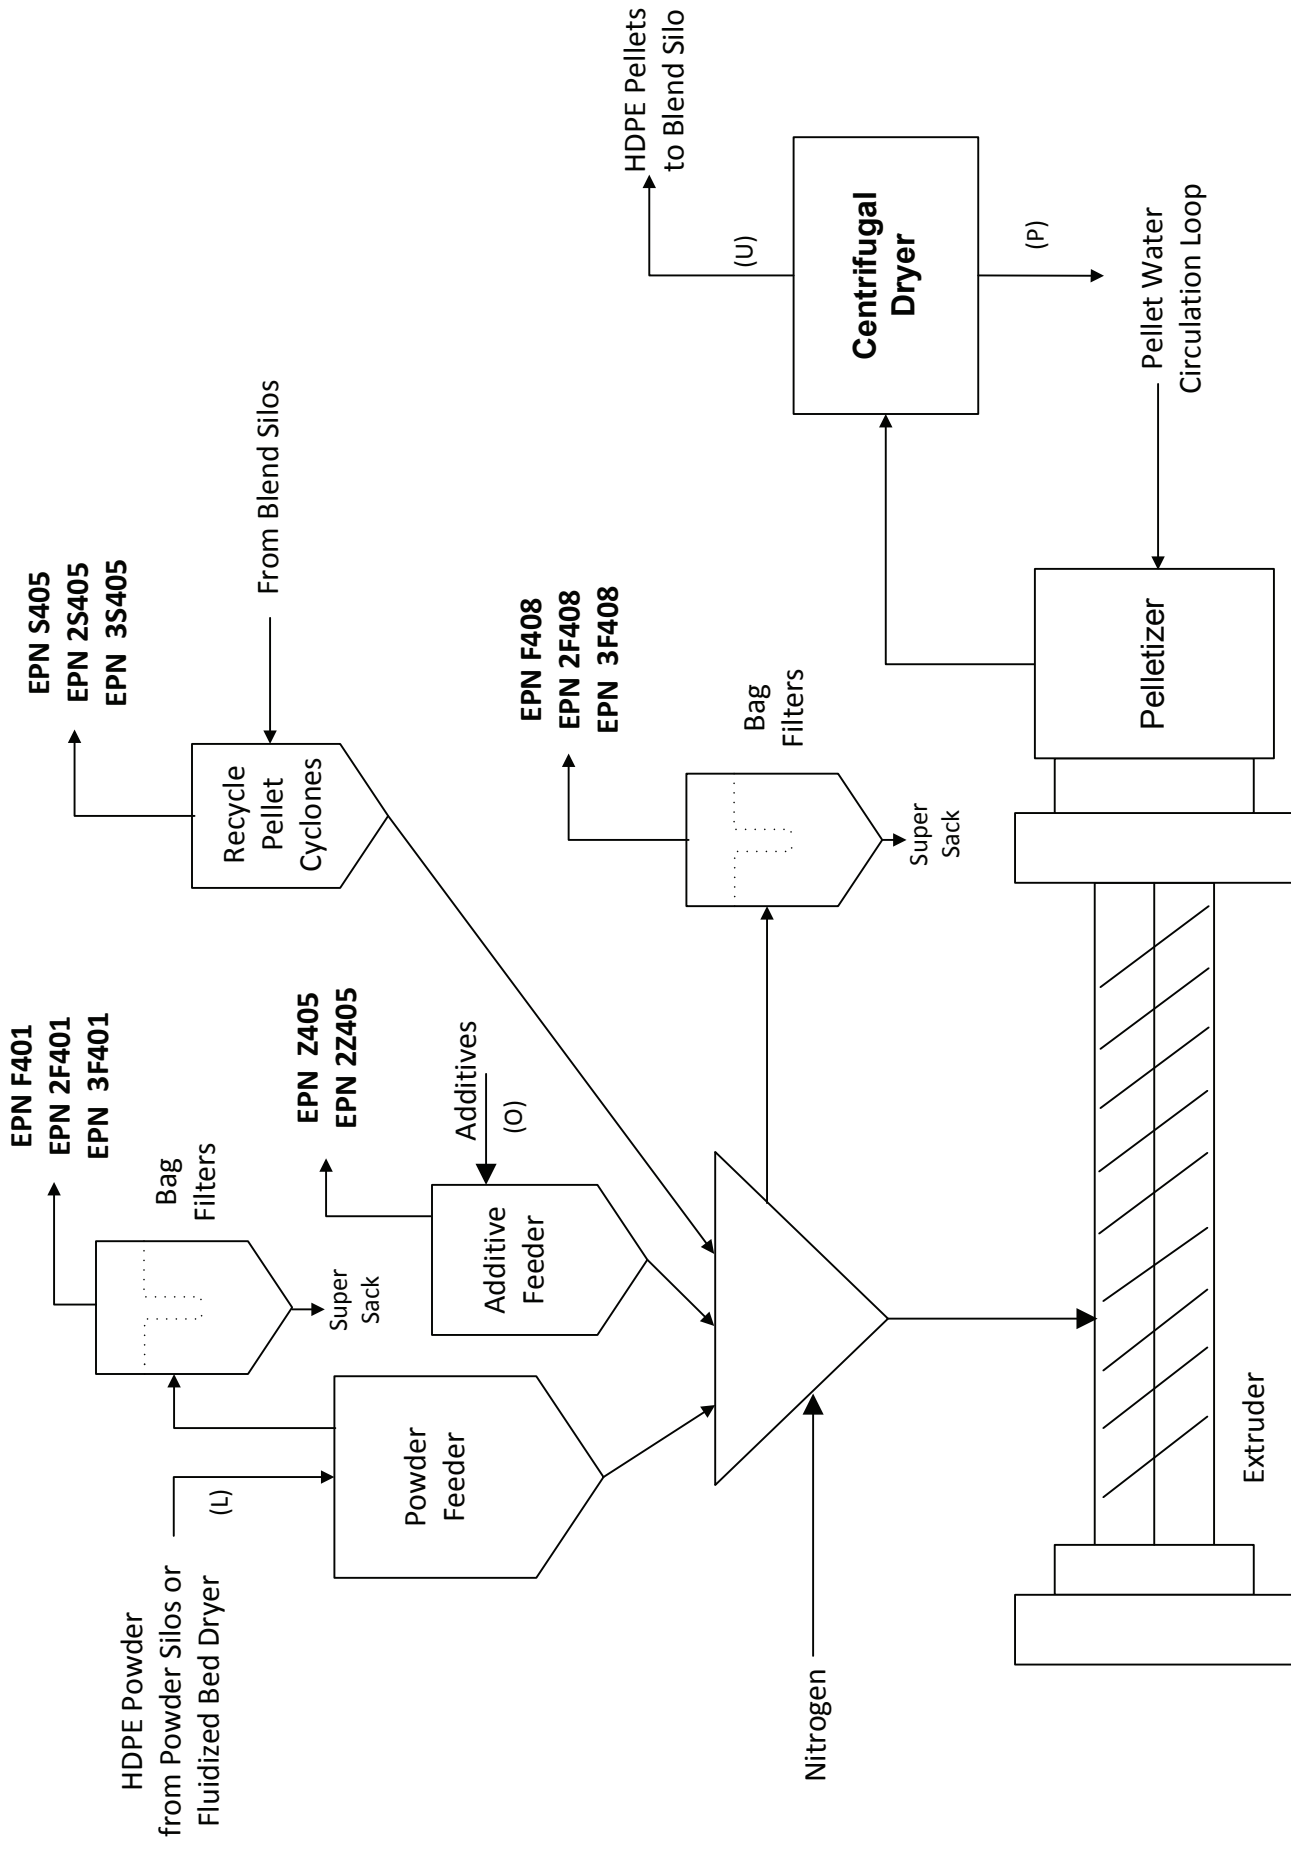 HDPE Powder
from Powder Silos or
Fluidized Bed Dryer
(L)
EPN F401
EPN 2F401
EPN 3F401
Bag
Filters
Super
Sack
Powder
Feeder
EPN Z405
EPN 2Z405
Additives
(O)
Additive
Feeder
EPN S405
EPN 2S405
EPN 3S405
Recycle
Pellet
Cyclones
From Blend Silos
EPN F408
EPN 2F408
EPN 3F408
Bag
Filters
Super
Sack
HDPE Pellets
to Blend Silo
(U)
Centrifugal
Dryer
(P)
Pellet Water
Circulation Loop
Nitrogen
Pelletizer
Extruder